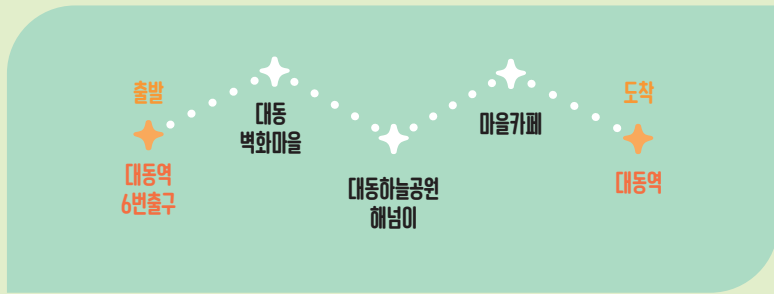 출발
대동역
6번출구
대동
벽화마을
대동하늘공원
해넘이
마을카페
도착
대동역